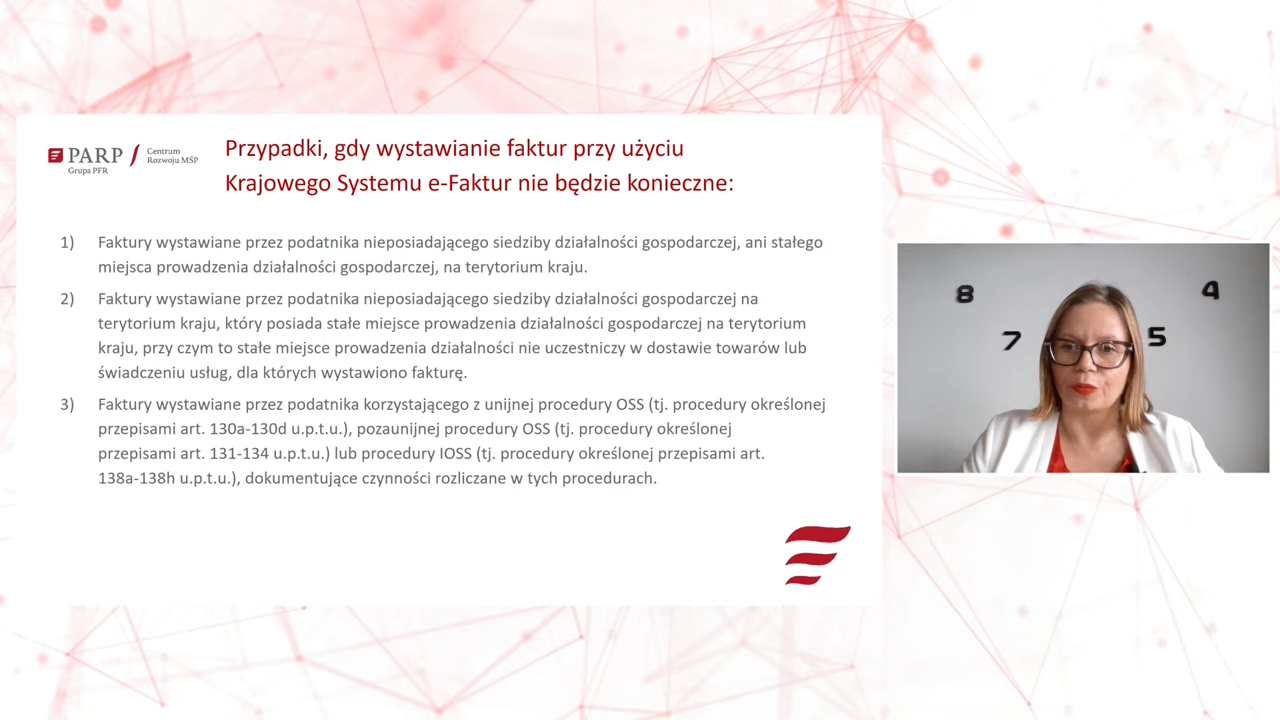 PARP
Grupa PFR
Centrum
Rozwoju MŚP
Przypadki, gdy wystawianie faktur przy użyciu
Krajowego Systemu e-Faktur nie będzie konieczne:
1) Faktury wystawiane przez podatnika nieposiadającego siedziby działalności gospodarczej, ani stałego
miejsca prowadzenia działalności gospodarczej, na terytorium kraju.
2) Faktury wystawiane przez podatnika nieposiadającego siedziby działalności gospodarczej na
terytorium kraju, który posiada stałe miejsce prowadzenia działalności gospodarczej na terytorium
kraju, przy czym to stałe miejsce prowadzenia działalności nie uczestniczy w dostawie towarów lub
świadczeniu usług, dla których wystawiono fakturę.
3) Faktury wystawiane przez podatnika korzystającego z unijnej procedury OSS (tj. procedury określonej
przepisami art. 130a-130d u.p.t.u.), pozaunijnej procedury OSS (tj. procedury określonej
przepisami art. 131-134 u.p.t.u.) lub procedury IOSS (tj. procedury określonej przepisami art.
138a-138h u.p.t.u.), dokumentujące czynności rozliczane w tych procedurach.
8 4
7 5